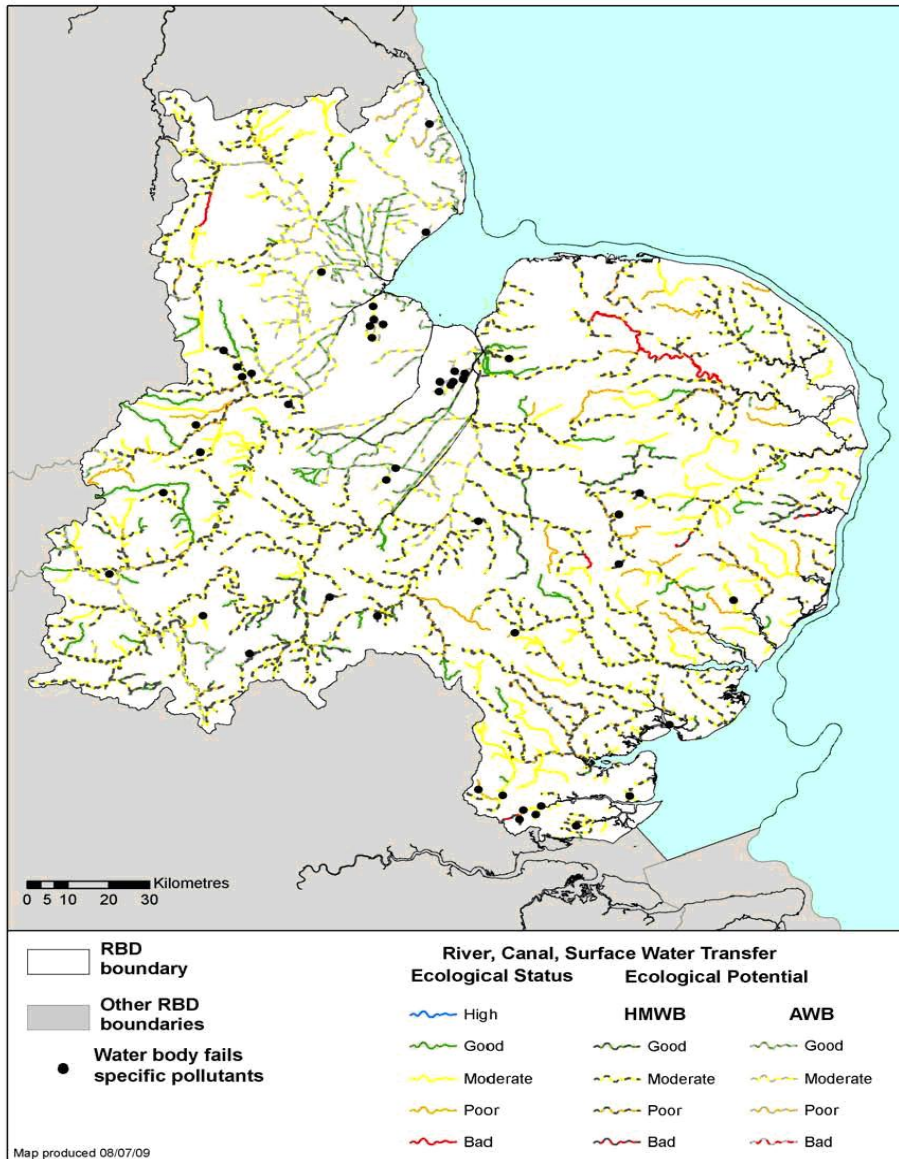 0 5 10 20 30 Kilometres
RBD
boundary
Other RBD
boundaries
Water body fails
specific pollutants
River, Canal, Surface Water Transfer
Ecological Status Ecological Potential
HMWB AWB
High
Good Good Good
Moderate Moderate Moderate
Poor Poor Poor
Bad Bad Bad
Map produced 08/07/09